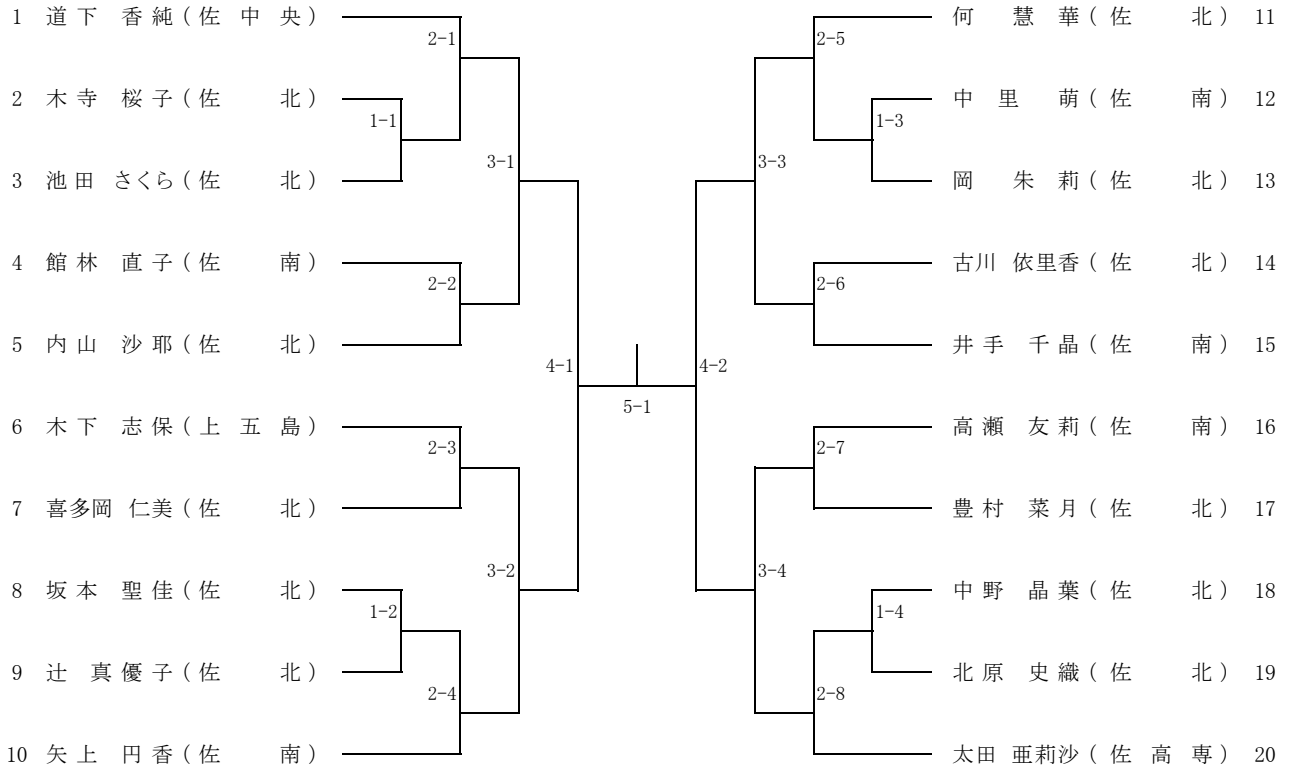 1 道下 香純(佐中央) 何 慧華(佐 北) 11
2-1 2-5
2 木寺 桜子(佐 北) 中里 萌(佐 南) 12
1-1 1-3
3-1 3-3
3 池田 さくら(佐 北) 岡 朱莉(佐 北) 13
4 館林 直子(佐 南) 古川 依里香(佐 北) 14
2-2 2-6
5 内山 沙耶(佐 北) 井手 千晶(佐 南) 15
4-1 4-2
5-1
6 木下 志保(上五島) 高瀬 友莉(佐 南) 16
2-3 2-7
7 喜多岡 仁美(佐 北) 豊村 菜月(佐 北) 17
3-2 3-4
8 坂本 聖佳(佐 北) 中野 晶葉(佐 北) 18
1-2 1-4
9 辻 真優子(佐 北) 北原 史織(佐 北) 19
2-4 2-8
10 矢上 円香(佐 南) 太田 亜莉沙(佐高専) 20